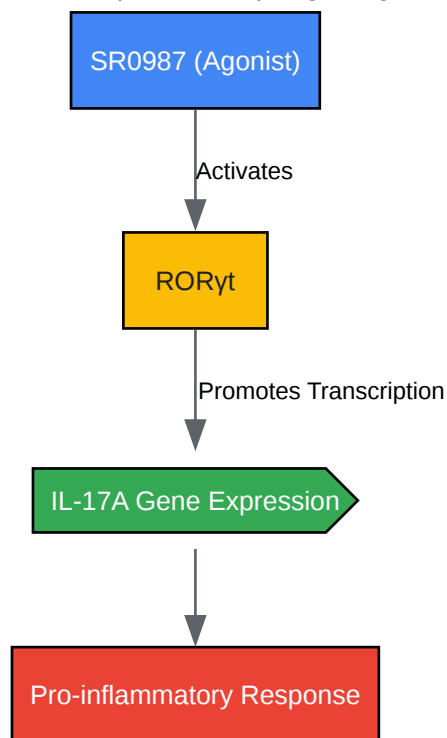 SR0987 (Agonist)
Activates
RORγt
Promotes Transcription
IL-17A Gene Expression
Pro-inflammatory Response